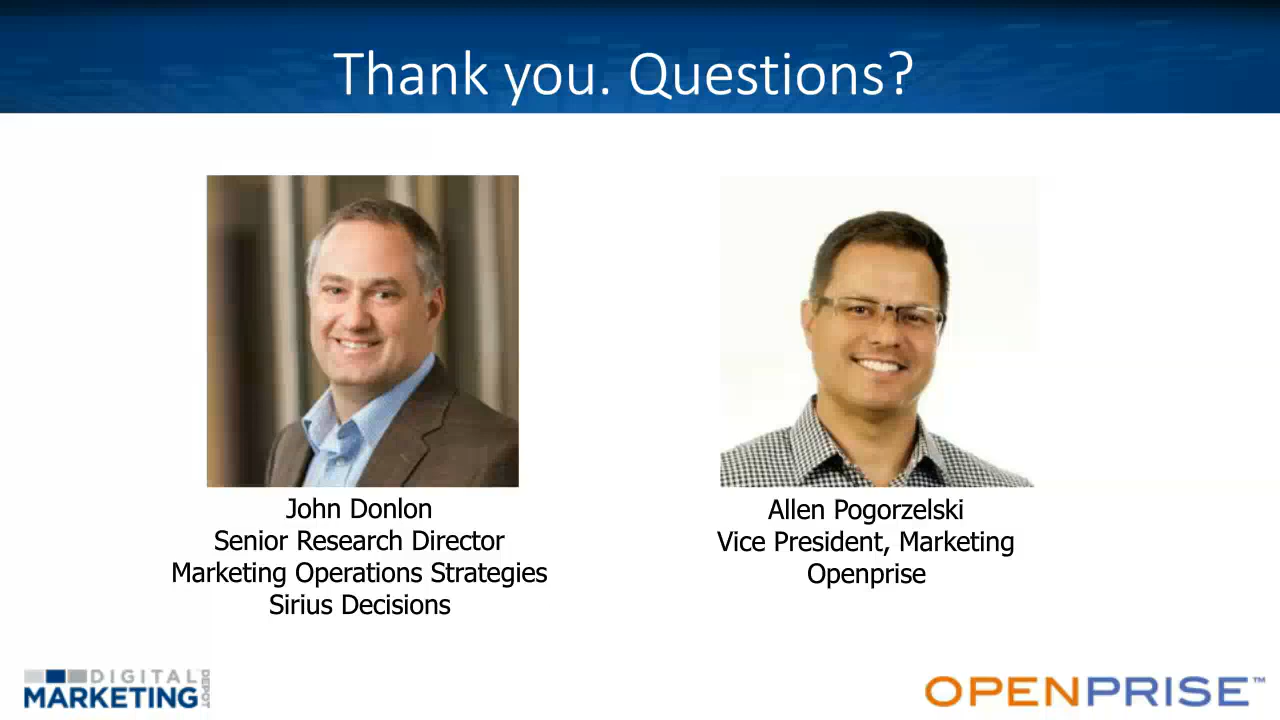 Thank you. Questions?
John Donlon
Senior Research Director
Marketing Operations Strategies
Sirius Decisions
Allen Pogorzelski
Vice President, Marketing
Openprise
DIGITAL
MARKETING
DEPOT
OPENPRISE™